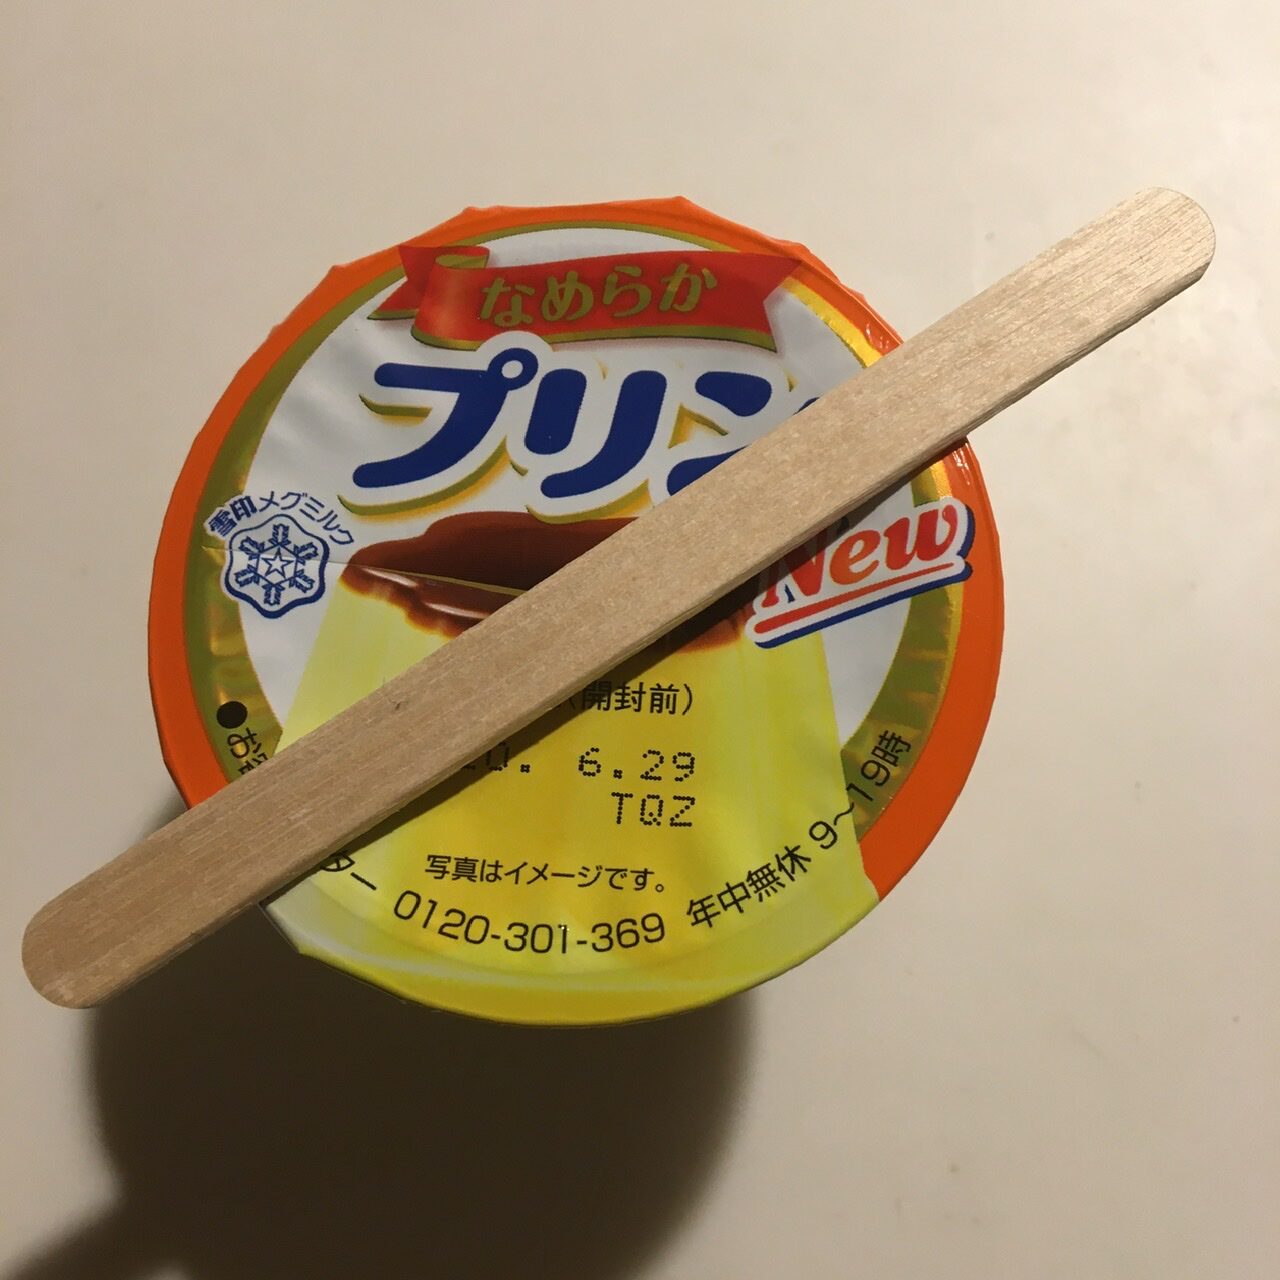 なめらか
プリン
雪印メグミルク
New
(開封前)
6.29
TQZ
写真はイメージです。
0120-301-369 年中無休 9〜19時